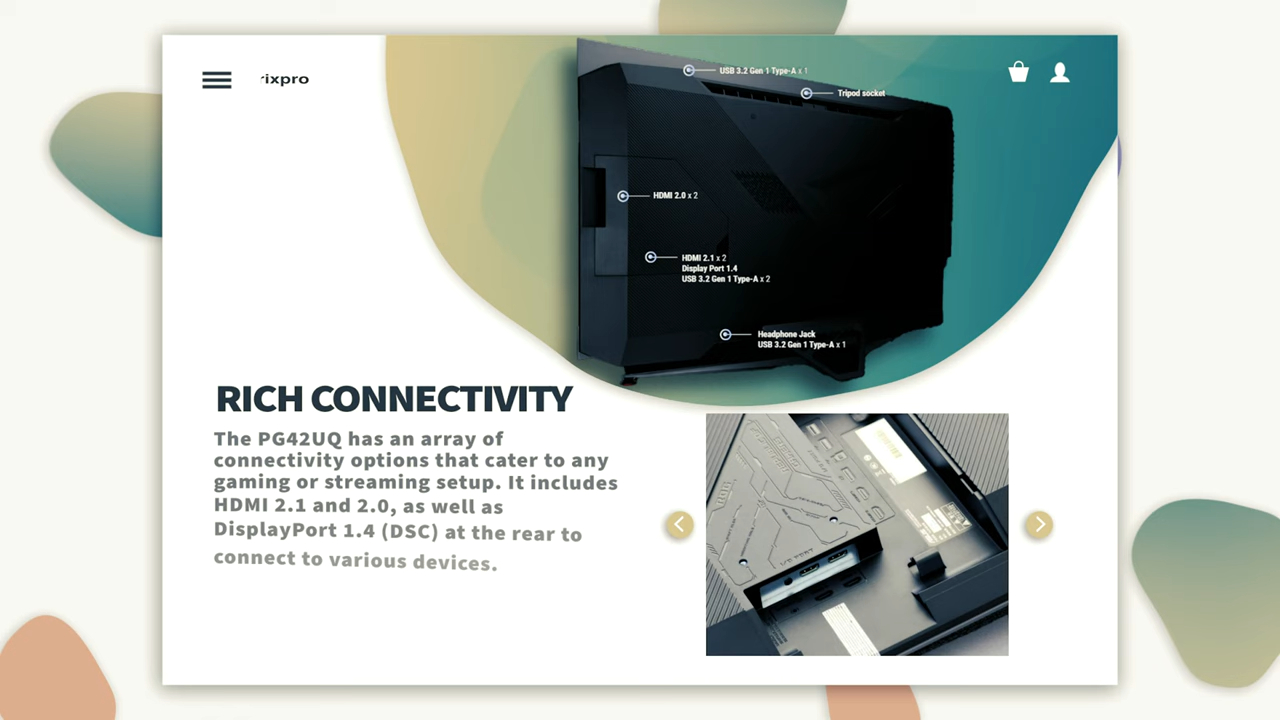 rixpro
USB 3.2 Gen 1 Type-A x 1
Tripod socket
HDMI 2.0 x 2
HDMI 2.1 x 2
Display Port 1.4
USB 3.2 Gen 1 Type-A x 2
Headphone Jack
USB 3.2 Gen 1 Type-A x 1
RICH CONNECTIVITY
The PG42UQ has an array of
connectivity options that cater to any
gaming or streaming setup. It includes
HDMI 2.1 and 2.0, as well as
DisplayPort 1.4 (DSC) at the rear to
connect to various devices.